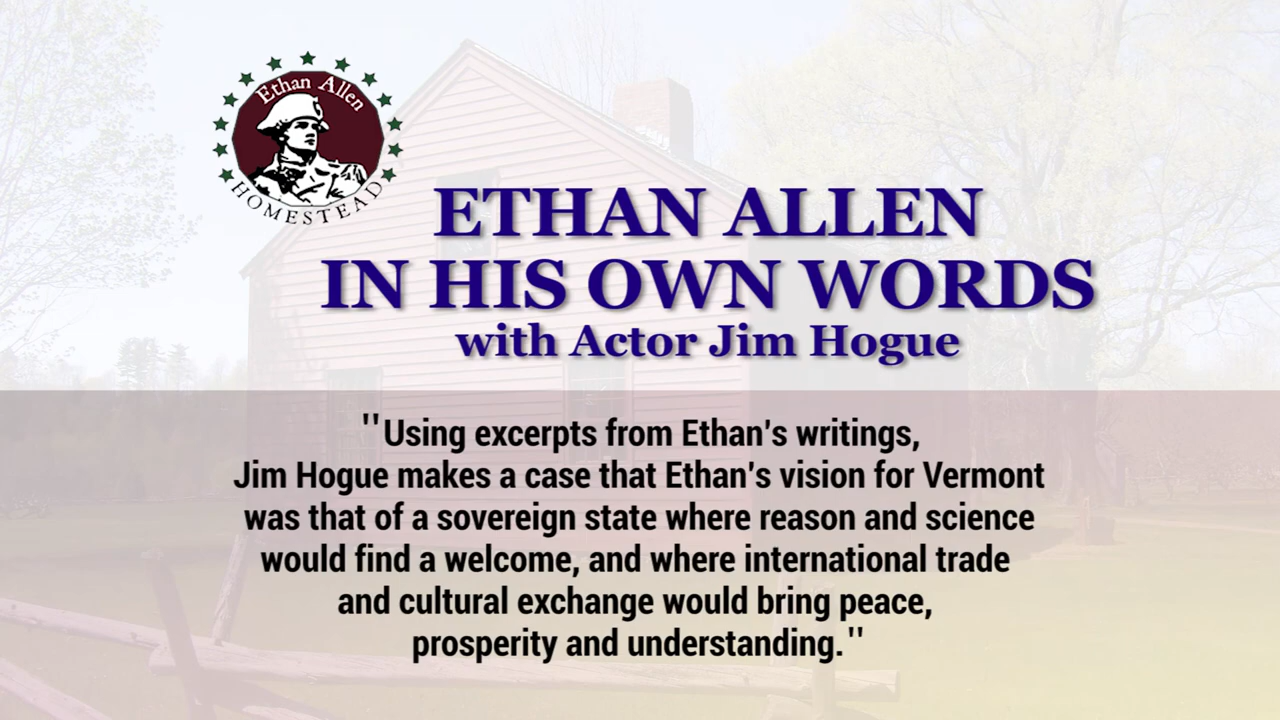 Ethan Allen
HOMESTEAD
ETHAN ALLEN
IN HIS OWN WORDS
with Actor Jim Hogue
"Using excerpts from Ethan's writings,
Jim Hogue makes a case that Ethan's vision for Vermont
was that of a sovereign state where reason and science
would find a welcome, and where international trade
and cultural exchange would bring peace,
prosperity and understanding."